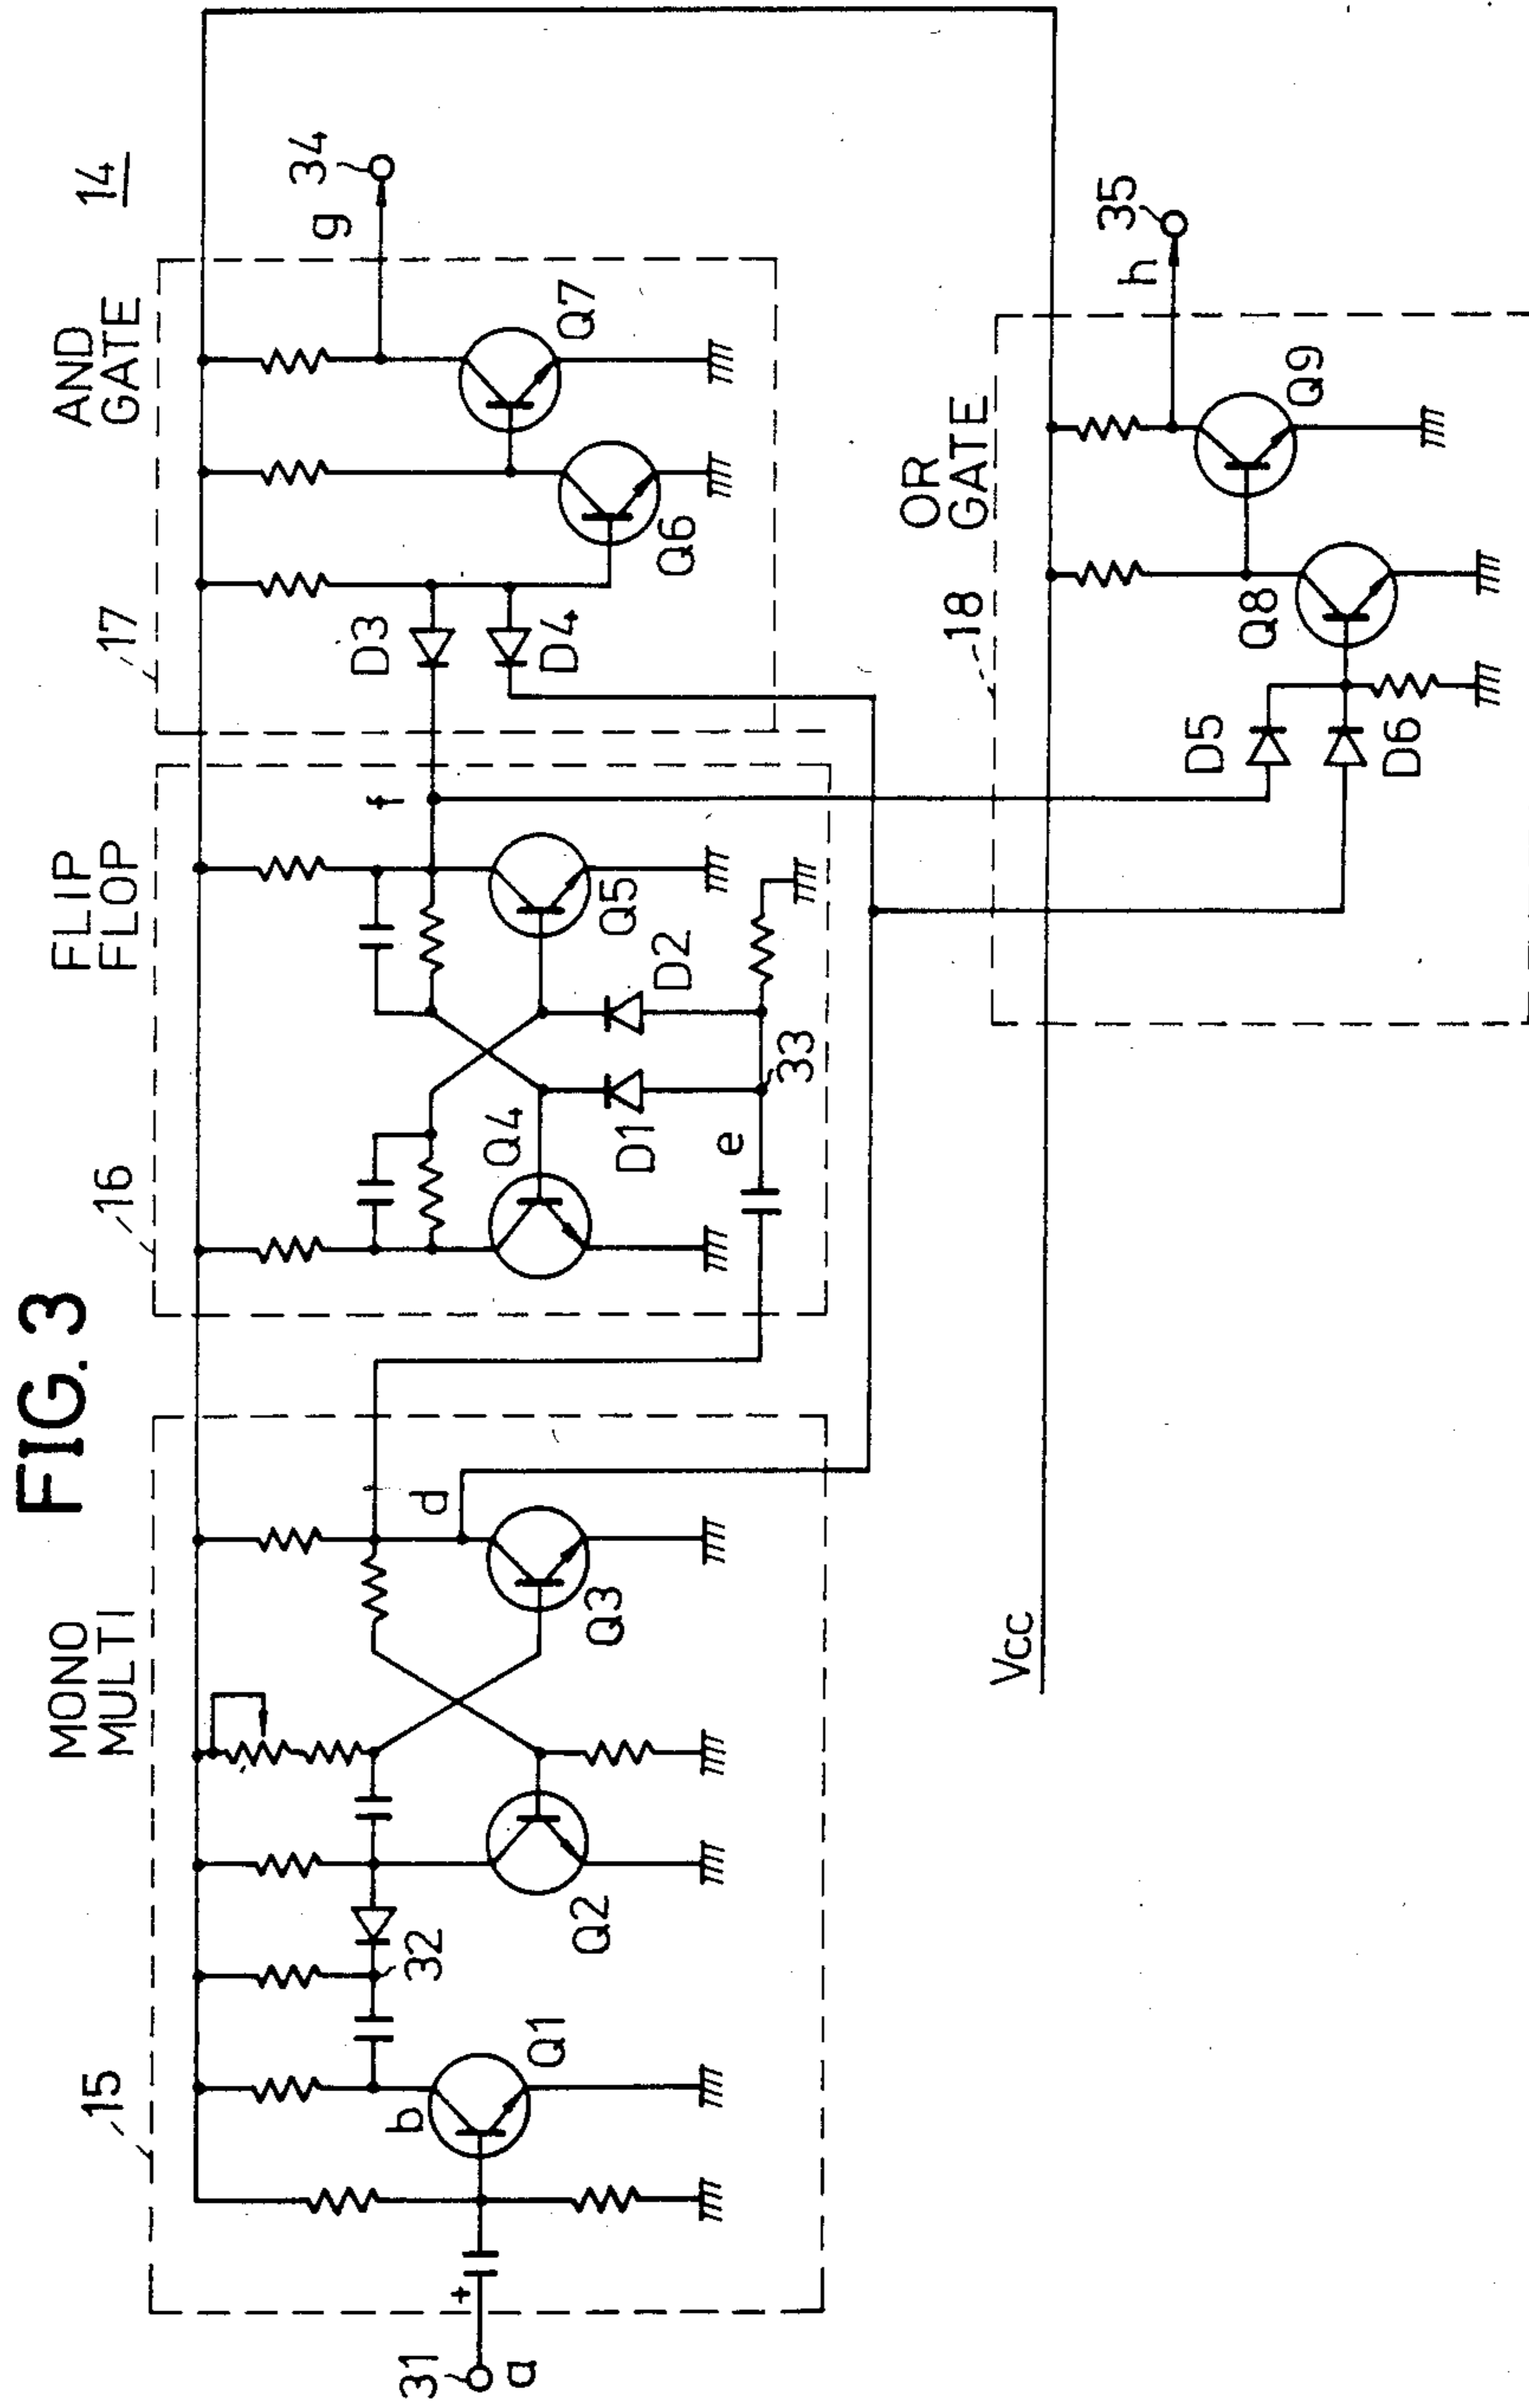 FIG. 3
14
15
MONO
MULTI
16
FLIP
FLOP
17
AND
GATE
31
a
+
b
Q1
32
Q2
Q3
d
Q4
D1
e
33
D2
Q5
f
D3
D4
Q6
Q7
g
34
Vcc
18
OR
GATE
D5
D6
Q8
Q9
h
35